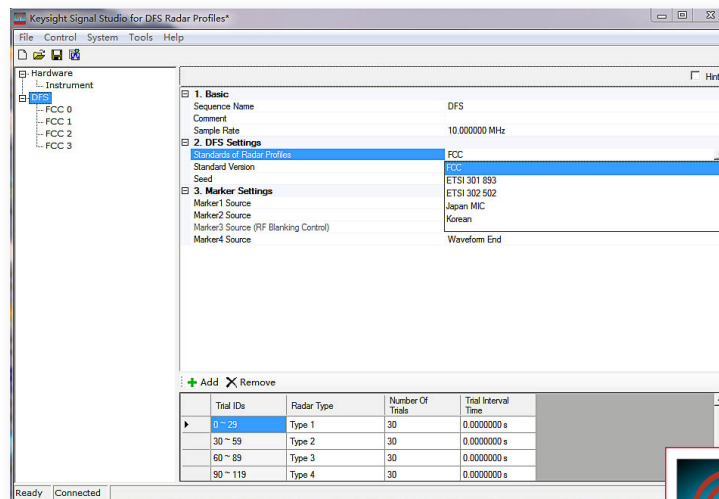 Keysight Signal Studio for DFS Radar Profiles*
File Control System Tools Help
Hardware
Instrument
DFS
FCC 0
FCC 1
FCC 2
FCC 3
Hint
1. Basic
Sequence Name DFS
Comment
Sample Rate 10.000000 MHz
2. DFS Settings
Standards of Radar Profiles FCC
Standard Version FCC
Seed ETSI 301 893
ETSI 302 502
3. Marker Settings
Marker1 Source Japan MIC
Marker2 Source Korean
Marker3 Source (RF Blanking Control)
Marker4 Source Waveform End
Add Remove
Trial IDs Radar Type Number Of Trials Trial Interval Time
0 ~ 29 Type 1 30 0.0000000 s
30 ~ 59 Type 2 30 0.0000000 s
60 ~ 89 Type 3 30 0.0000000 s
90 ~ 119 Type 4 30 0.0000000 s
Ready Connected